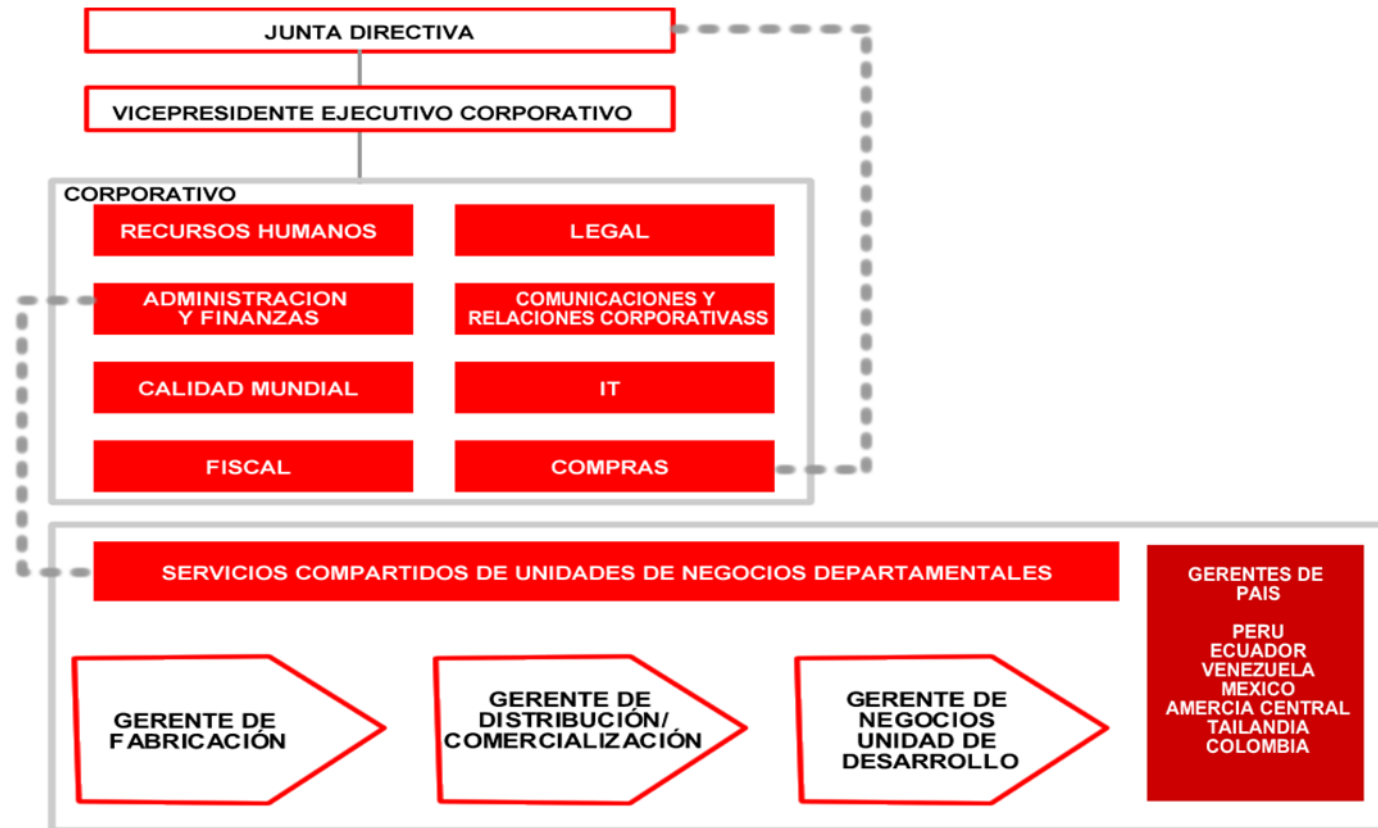 JUNTA DIRECTIVA
VICEPRESIDENTE EJECUTIVO CORPORATIVO
CORPORATIVO
RECURSOS HUMANOS
LEGAL
ADMINISTRACION
Y FINANZAS
COMUNICACIONES Y
RELACIONES CORPORATIVASS
CALIDAD MUNDIAL
IT
FISCAL
COMPRAS
SERVICIOS COMPARTIDOS DE UNIDADES DE NEGOCIOS DEPARTAMENTALES
GERENTE DE
FABRICACIÓN
GERENTE DE
DISTRIBUCIÓN/
COMERCIALIZACIÓN
GERENTE DE
NEGOCIOS
UNIDAD DE
DESARROLLO
GERENTES DE
PAIS
PERU
ECUADOR
VENEZUELA
MEXICO
AMERCIA CENTRAL
TAILANDIA
COLOMBIA